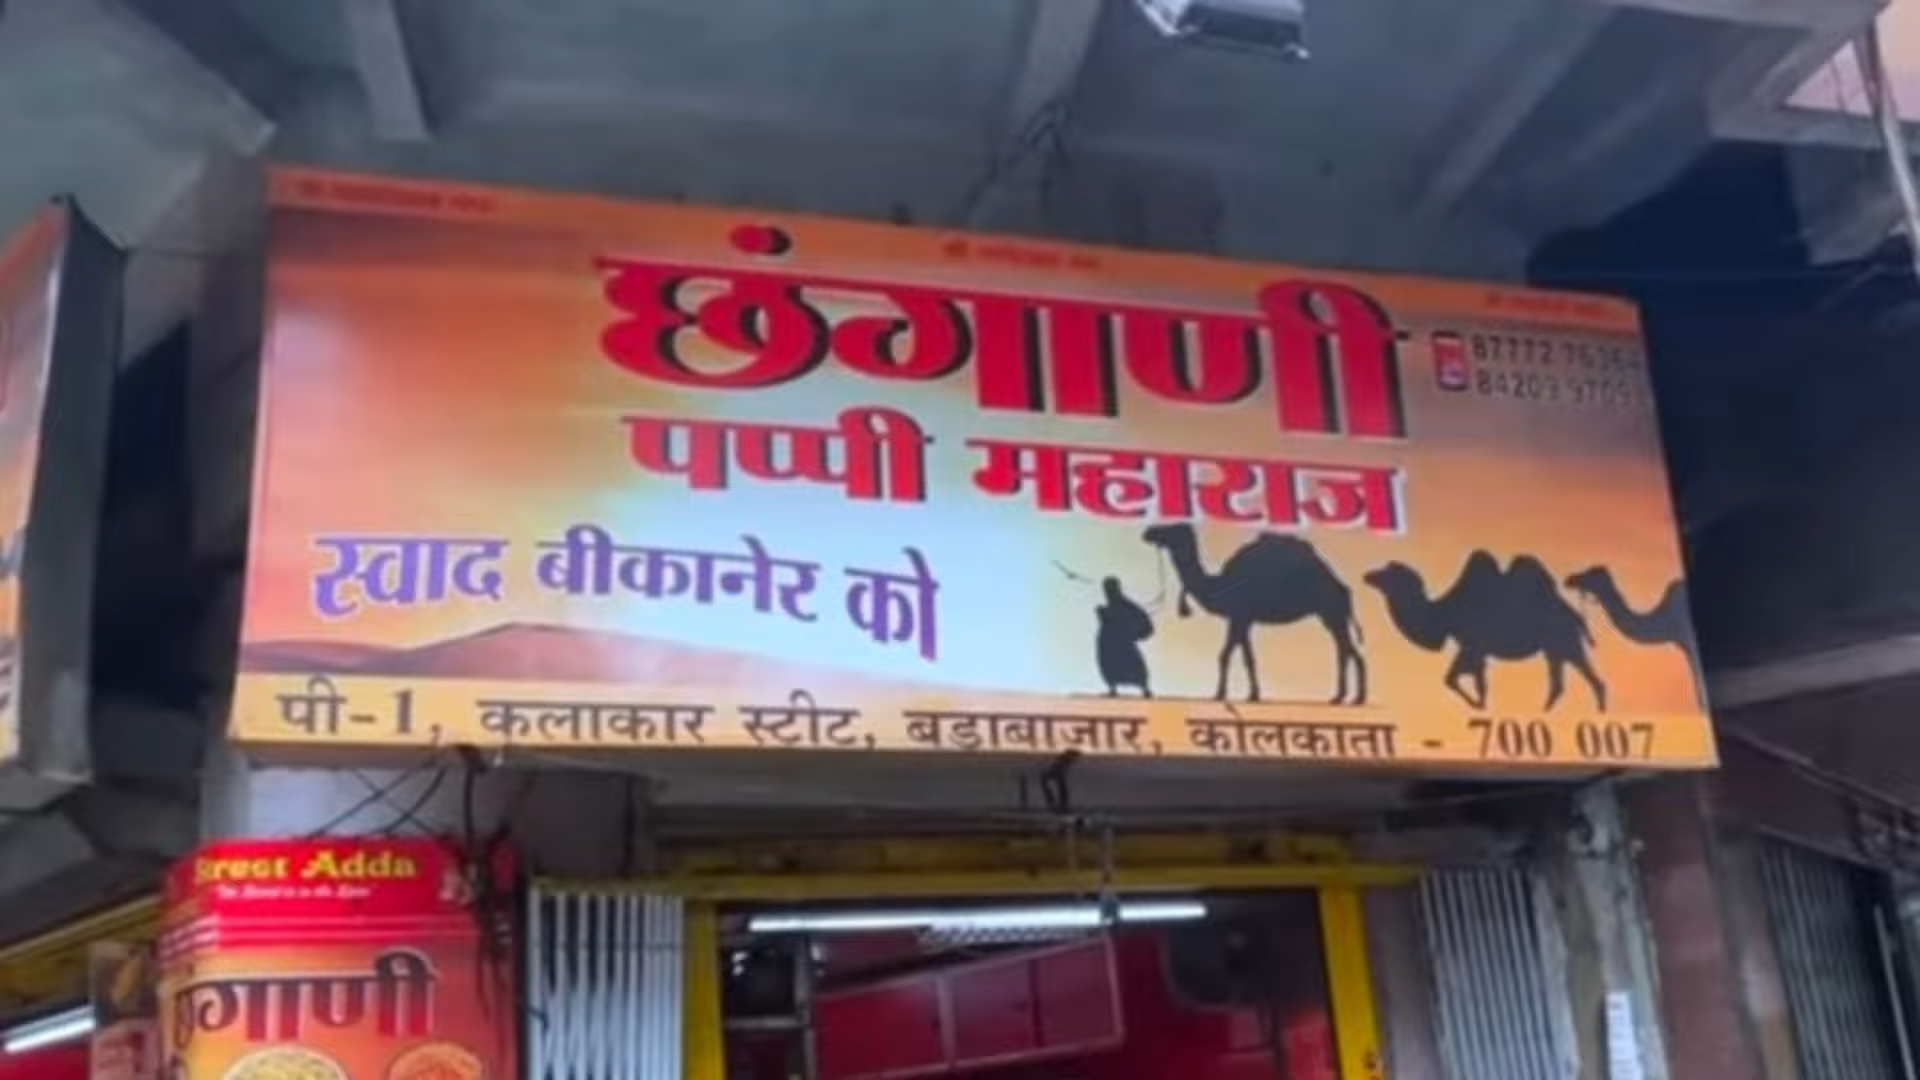 छंगाणी
पप्पी महाराज
स्वाद बीकानेर को
पी-1, कलाकार स्टीट, बडाबाजार, कोलकाता - 700 007
Street Adda
छंगाणी